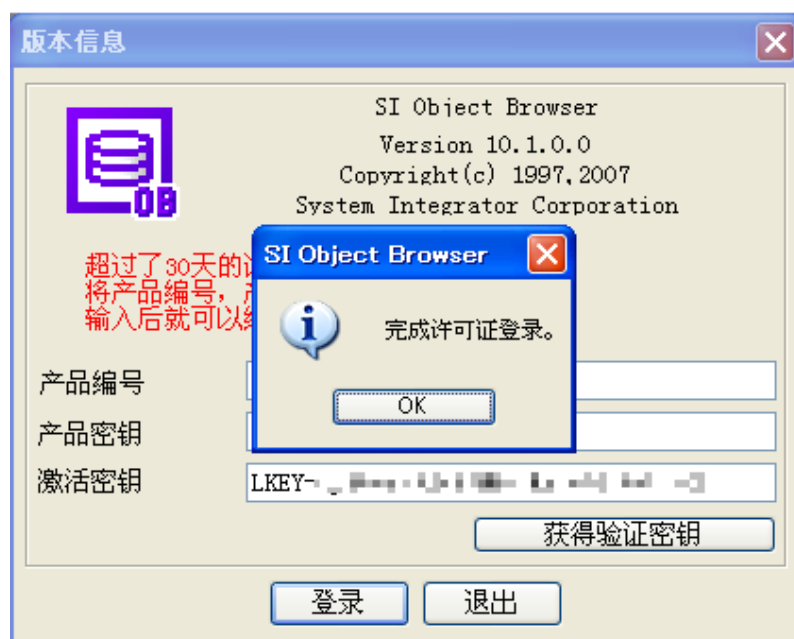 版本信息
OB
SI Object Browser
Version 10.1.0.0
Copyright(c) 1997,2007
System Integrator Corporation
超过了30天的
将产品编号，
输入后就可以
SI Object Browser
完成许可证登录。
OK
产品编号
产品密钥
激活密钥
LKEY-
获得验证密钥
登录
退出